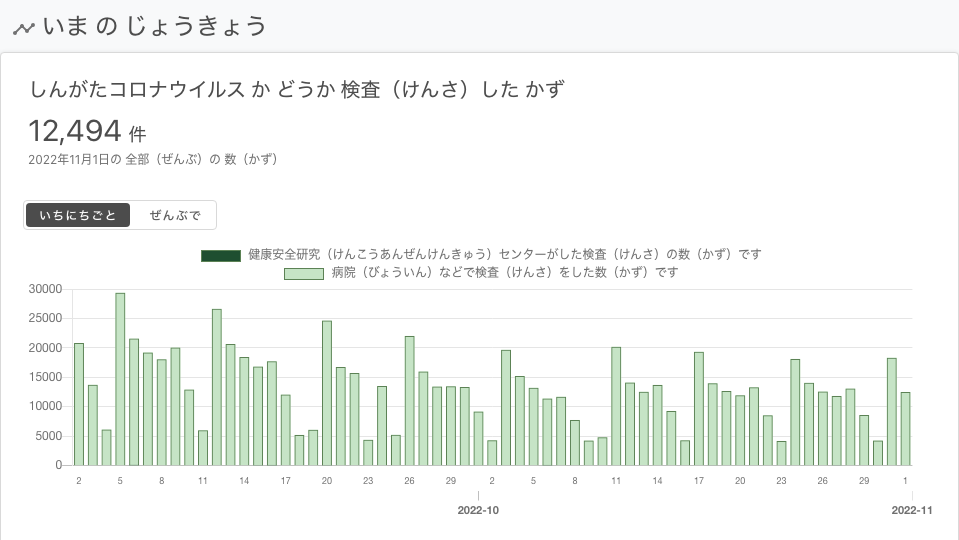 いま の じょうきょう
しんがたコロナウイルス か どうか 検査（けんさ）した かず
12,494 件
2022年11月1日の 全部（ぜんぶ）の 数（かず）
いちにちごと ぜんぶで
健康安全研究（けんこうあんぜんけんきゅう）センターがした検査（けんさ）の数（かず）です
病院（びょういん）などで検査（けんさ）をした数（かず）です
30000
25000
20000
15000
10000
5000
0
2 5 8 11 14 17 20 23 26 29 2 5 8 11 14 17 20 23 26 29 1
2022-10 2022-11